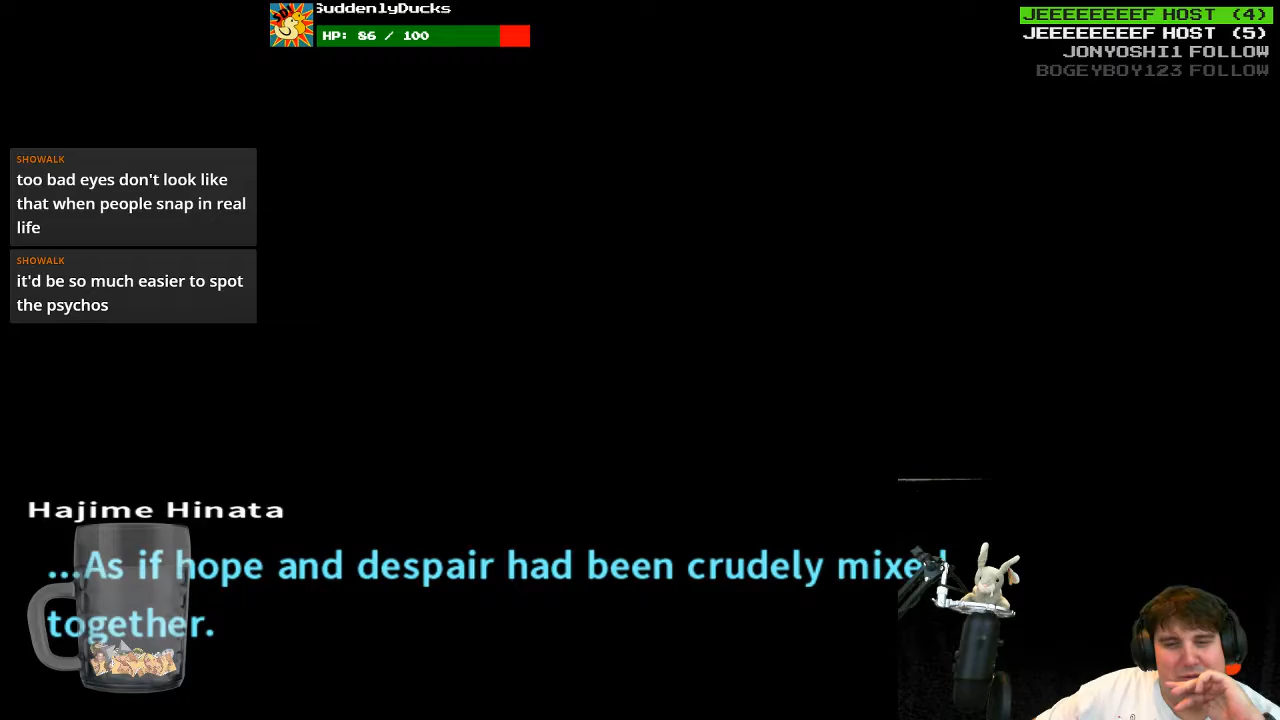 SuddenlyDucks
HP: 86 / 100
JEEEEEEEEF HOST (4)
JEEEEEEEEF HOST (5)
JONYOSHI1 FOLLOW
BOGEYBOY123 FOLLOW
SHOWALK
too bad eyes don't look like
that when people snap in real
life
SHOWALK
it'd be so much easier to spot
the psychos
Hajime Hinata
...As if hope and despair had been crudely mixed
together.